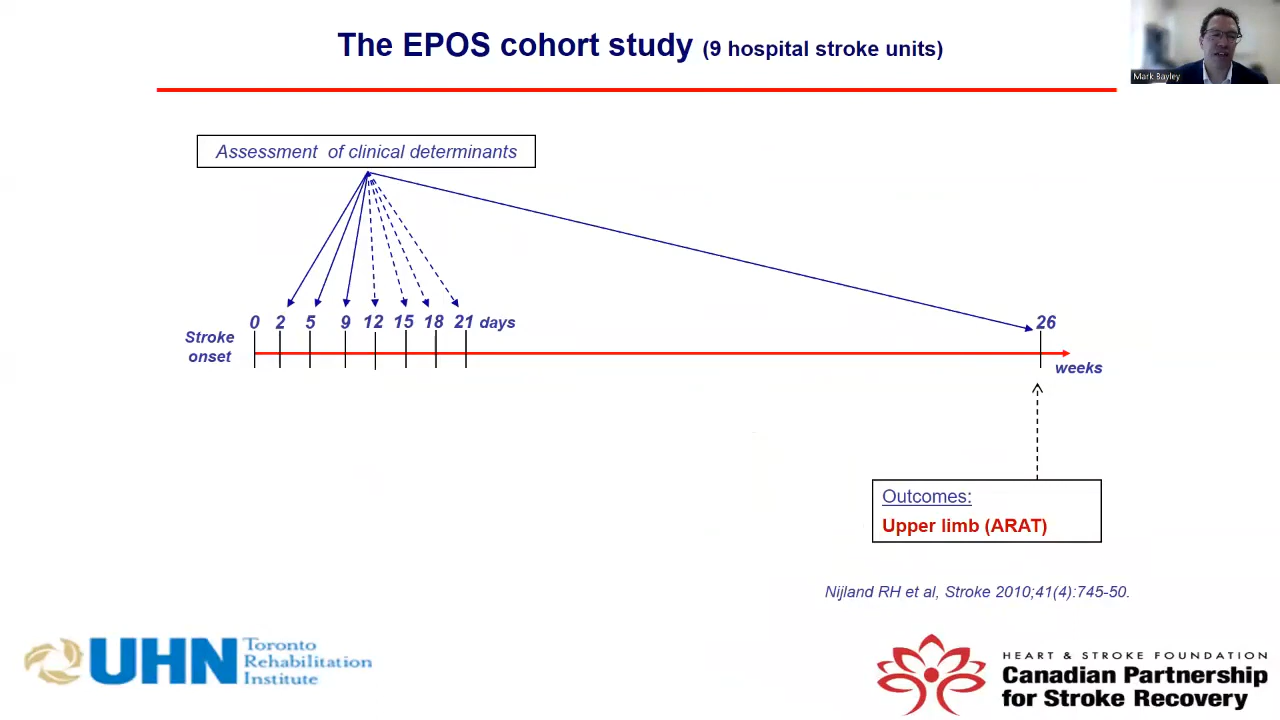 The EPOS cohort study (9 hospital stroke units)
Mark Bayley
Assessment of clinical determinants
0 2 5 9 12 15 18 21 days
26
Stroke
onset
weeks
Outcomes:
Upper limb (ARAT)
Nijland RH et al, Stroke 2010;41(4):745-50.
UHN
Toronto
Rehabilitation
Institute
HEART & STROKE FOUNDATION
Canadian Partnership
for Stroke Recovery